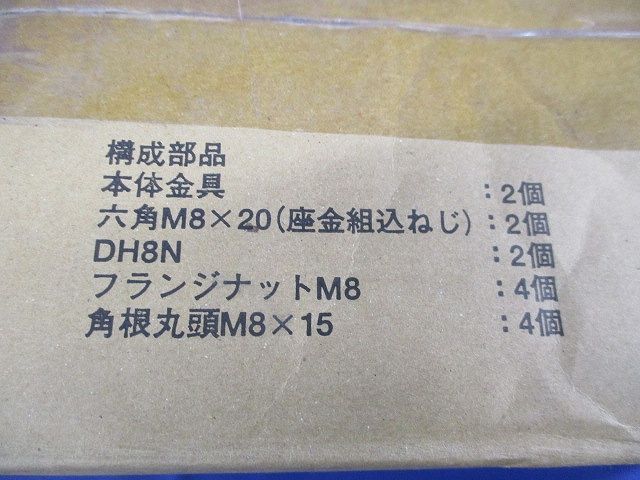 構成部品
本体金具 :2個
六角M8×20(座金組込ねじ) :2個
DH8N :2個
フランジナットM8 :4個
角根丸頭M8×15 :4個